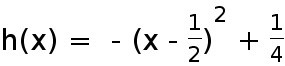 h(x) = - (x - 1/2)² + 1/4